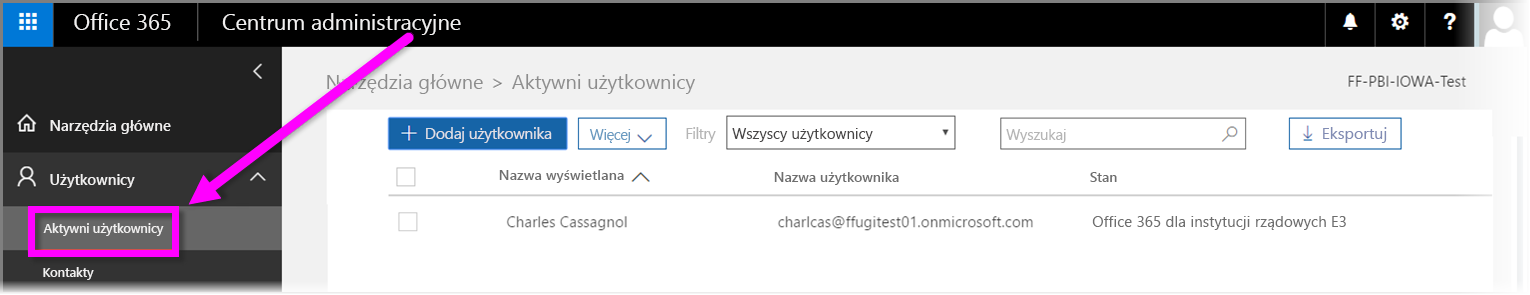 Office 365 Centrum administracyjne ?
Narzędzia główne > Aktywni użytkownicy FF-PBI-IOWA-Test
Narzędzia główne
+ Dodaj użytkownika Więcej Filtry Wszyscy użytkownicy Wyszukaj Eksportuj
Użytkownicy
Nazwa wyświetlana Nazwa użytkownika Stan
Aktywni użytkownicy
Charles Cassagnol charlcas@ffugitest01.onmicrosoft.com Office 365 dla instytucji rządowych E3
Kontakty